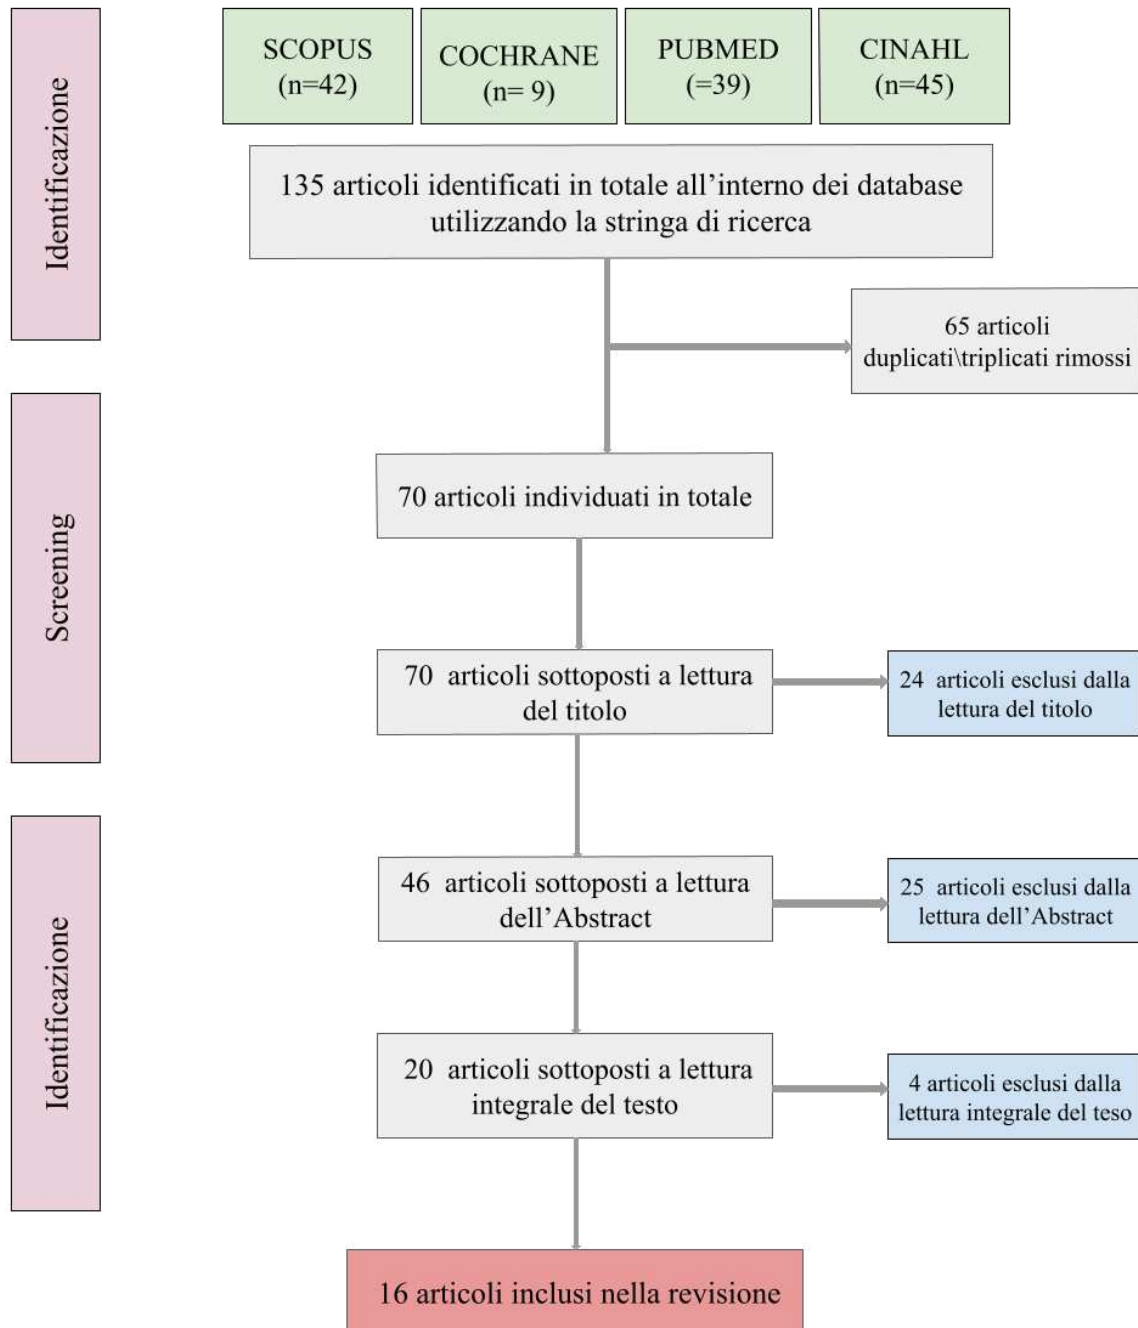 Identificazione
SCOPUS
(n=42)
COCHRANE
(n= 9)
PUBMED
(=39)
CINAHL
(n=45)
135 articoli identificati in totale all’interno dei database
utilizzando la stringa di ricerca
65 articoli
duplicati\triplicati rimossi
Screening
70 articoli individuati in totale
70 articoli sottoposti a lettura
del titolo
24 articoli esclusi dalla
lettura del titolo
Identificazione
46 articoli sottoposti a lettura
dell’Abstract
25 articoli esclusi dalla
lettura dell’Abstract
20 articoli sottoposti a lettura
integrale del testo
4 articoli esclusi dalla
lettura integrale del teso
16 articoli inclusi nella revisione